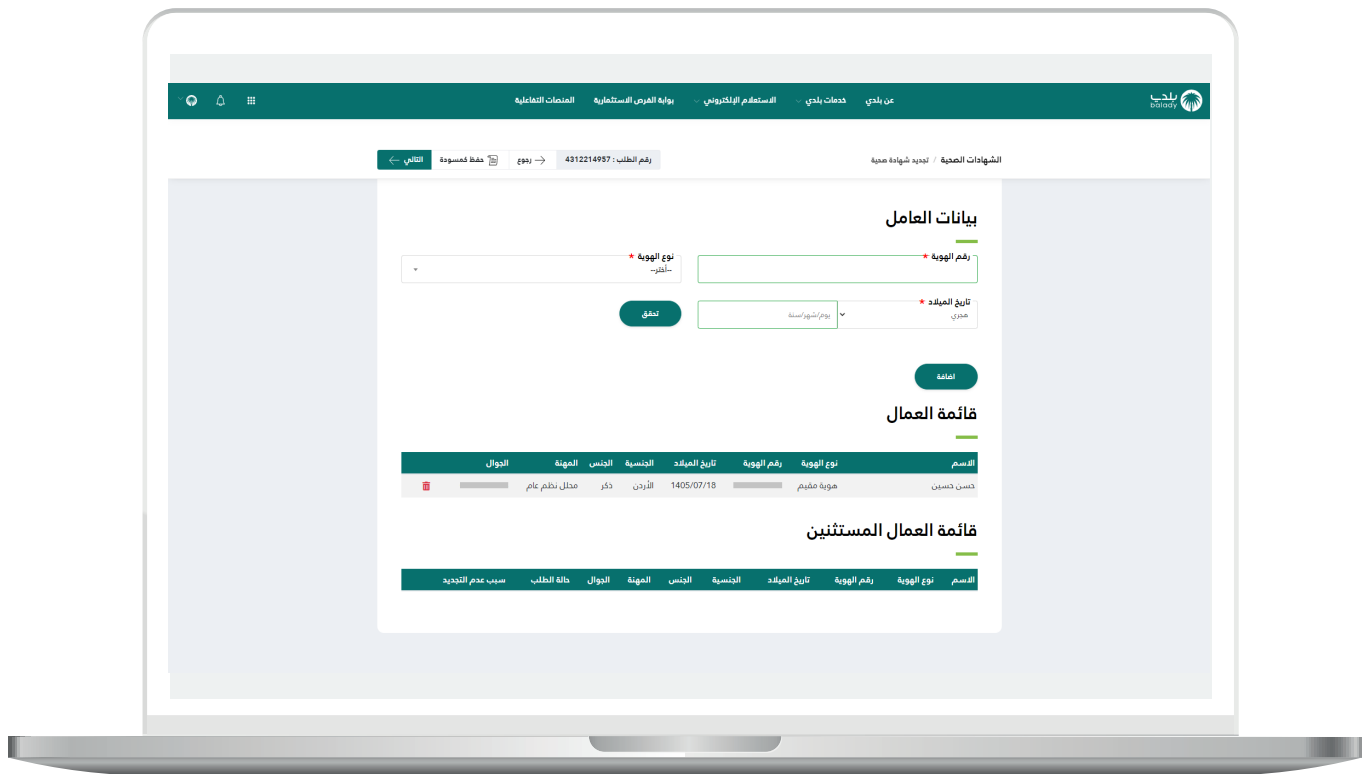 بلدي
balady
عن بلدي خدمات بلدي الاستعلام الإلكتروني بوابة الفرص الاستثمارية المنصات التفاعلية
الشهادات الصحية / تجديد شهادة صحية رقم الطلب : 4312214957 رجوع حفظ كمسودة التالي
بيانات العامل
رقم الهوية * نوع الهوية *
--أختر--
تاريخ الميلاد *
هجري يوم/شهر/سنة تحقق
اضافة
قائمة العمال
الاسم نوع الهوية رقم الهوية تاريخ الميلاد الجنسية الجنس المهنة الجوال
حسن حسين هوية مقيم 1405/07/18 الأردن ذكر محلل نظم عام
قائمة العمال المستثنين
الاسم نوع الهوية رقم الهوية تاريخ الميلاد الجنسية الجنس المهنة الجوال حالة الطلب سبب عدم التجديد